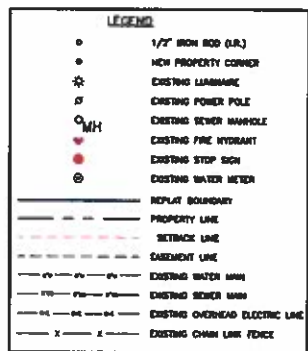 LEGEND
1/2" IRON ROD (I.R.)
NEW PROPERTY CORNER
EXISTING LUMINAIRE
EXISTING POWER POLE
MH EXISTING SEWER MANHOLE
EXISTING FIRE HYDRANT
EXISTING STOP SIGN
EXISTING WATER METER
REPLAT BOUNDARY
PROPERTY LINE
SETBACK LINE
EASEMENT LINE
EXISTING WATER MAIN
EXISTING SEWER MAIN
EXISTING OVERHEAD ELECTRIC LINE
X X EXISTING CHAIN LINK FENCE